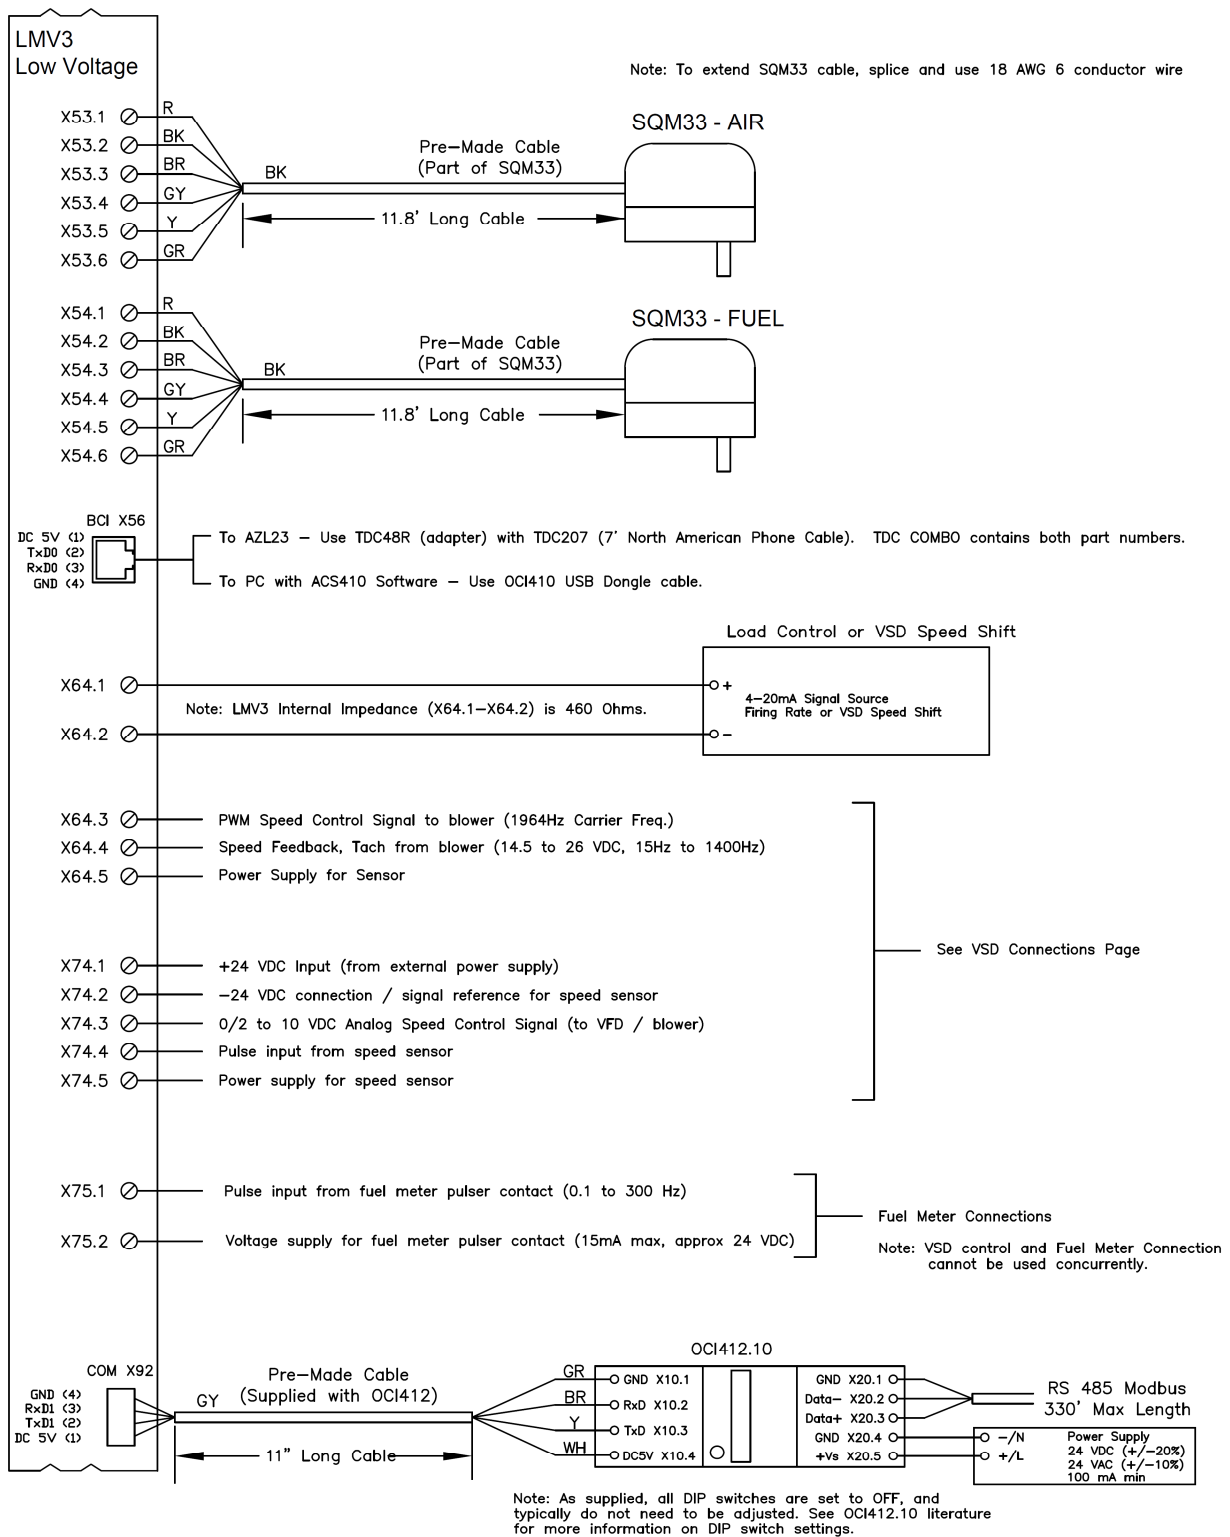 LMV3
Low Voltage
Note: To extend SQM33 cable, splice and use 18 AWG 6 conductor wire
X53.1 R
X53.2 BK
X53.3 BR
X53.4 GY
X53.5 Y
X53.6 GR
BK
Pre-Made Cable
(Part of SQM33)
11.8' Long Cable
SQM33 - AIR
X54.1 R
X54.2 BK
X54.3 BR
X54.4 GY
X54.5 Y
X54.6 GR
BK
Pre-Made Cable
(Part of SQM33)
11.8' Long Cable
SQM33 - FUEL
BCI X56
DC 5V (1)
TxD0 (2)
RxD0 (3)
GND (4)
To AZL23 - Use TDC48R (adapter) with TDC207 (7' North American Phone Cable). TDC COMBO contains both part numbers.
To PC with ACS410 Software - Use OCI410 USB Dongle cable.
Load Control or VSD Speed Shift
X64.1
+
4-20mA Signal Source
Firing Rate or VSD Speed Shift
Note: LMV3 Internal Impedance (X64.1-X64.2) is 460 Ohms.
X64.2
-
X64.3 PWM Speed Control Signal to blower (1964Hz Carrier Freq.)
X64.4 Speed Feedback, Tach from blower (14.5 to 26 VDC, 15Hz to 1400Hz)
X64.5 Power Supply for Sensor
See VSD Connections Page
X74.1 +24 VDC Input (from external power supply)
X74.2 -24 VDC connection / signal reference for speed sensor
X74.3 0/2 to 10 VDC Analog Speed Control Signal (to VFD / blower)
X74.4 Pulse input from speed sensor
X74.5 Power supply for speed sensor
X75.1 Pulse input from fuel meter pulser contact (0.1 to 300 Hz)
X75.2 Voltage supply for fuel meter pulser contact (15mA max, approx 24 VDC)
Fuel Meter Connections
Note: VSD control and Fuel Meter Connection
cannot be used concurrently.
COM X92
GND (4)
RxD1 (3)
TxD1 (2)
DC 5V (1)
GY
Pre-Made Cable
(Supplied with OCI412)
11" Long Cable
OCI412.10
GR GND X10.1
BR RxD X10.2
Y TxD X10.3
WH DC5V X10.4
GND X20.1
Data- X20.2
Data+ X20.3
GND X20.4
+Vs X20.5
RS 485 Modbus
330' Max Length
-/N
+/L
Power Supply
24 VDC (+/-20%)
24 VAC (+/-10%)
100 mA min
Note: As supplied, all DIP switches are set to OFF, and
typically do not need to be adjusted. See OCI412.10 literature
for more information on DIP switch settings.